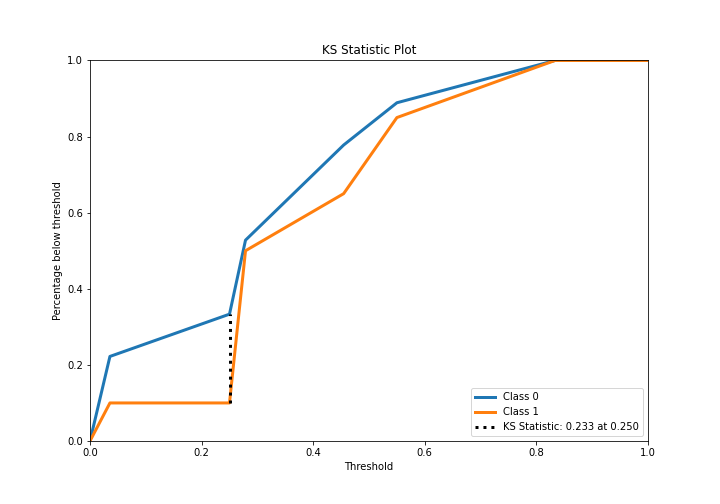 KS Statistic Plot
1.0
0.8
0.6
0.4
0.2
0.0
Percentage below threshold
0.0 0.2 0.4 0.6 0.8 1.0
Threshold
Class 0
Class 1
KS Statistic: 0.233 at 0.250